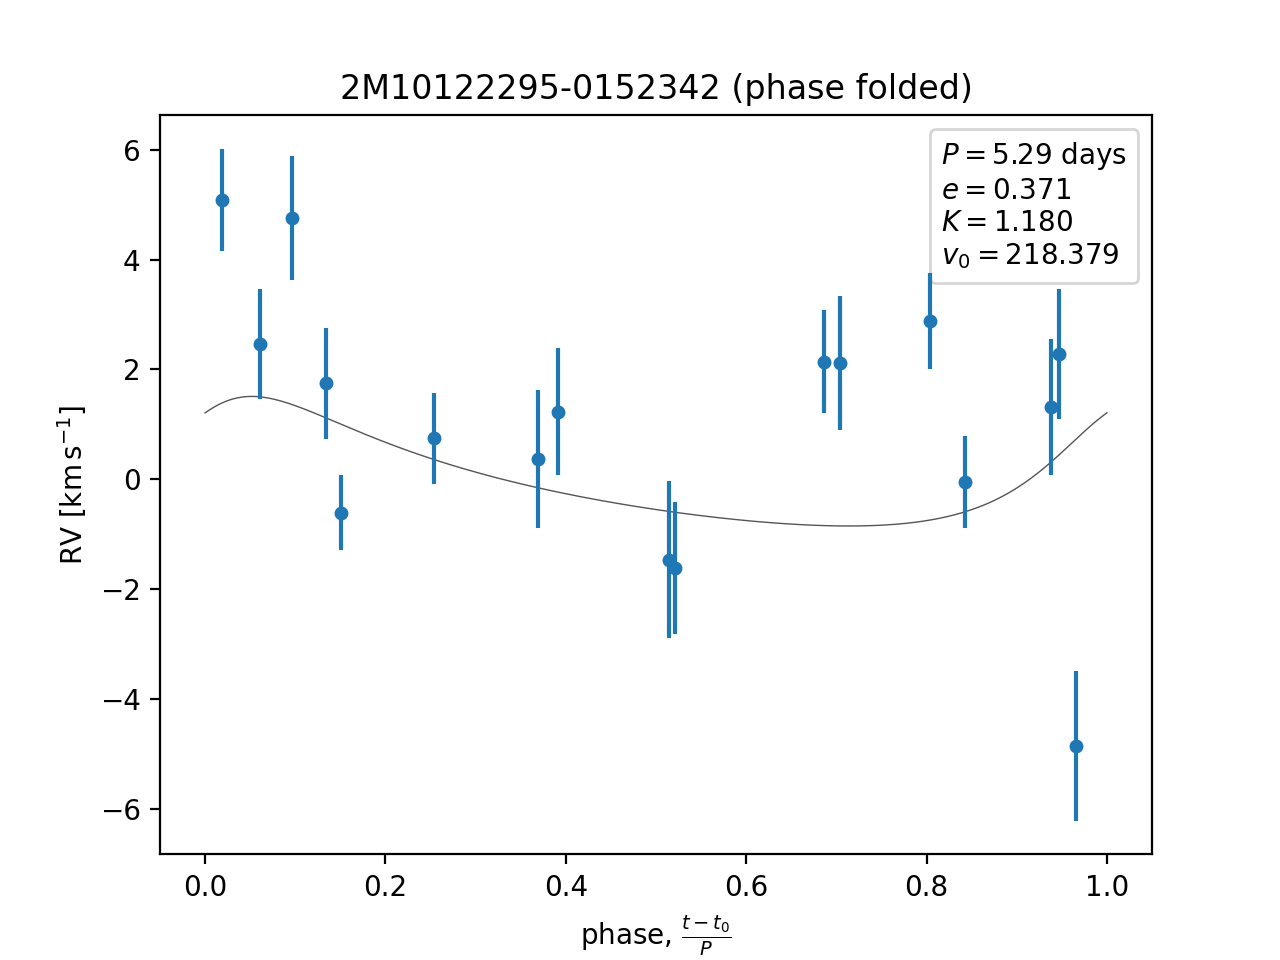 2M10122295-0152342 (phase folded)
P = 5.29 days
e = 0.371
K = 1.180
v₀ = 218.379
RV [km s⁻¹]
6
4
2
0
−2
−4
−6
0.0 0.2 0.4 0.6 0.8 1.0
phase, (t − t₀)/P